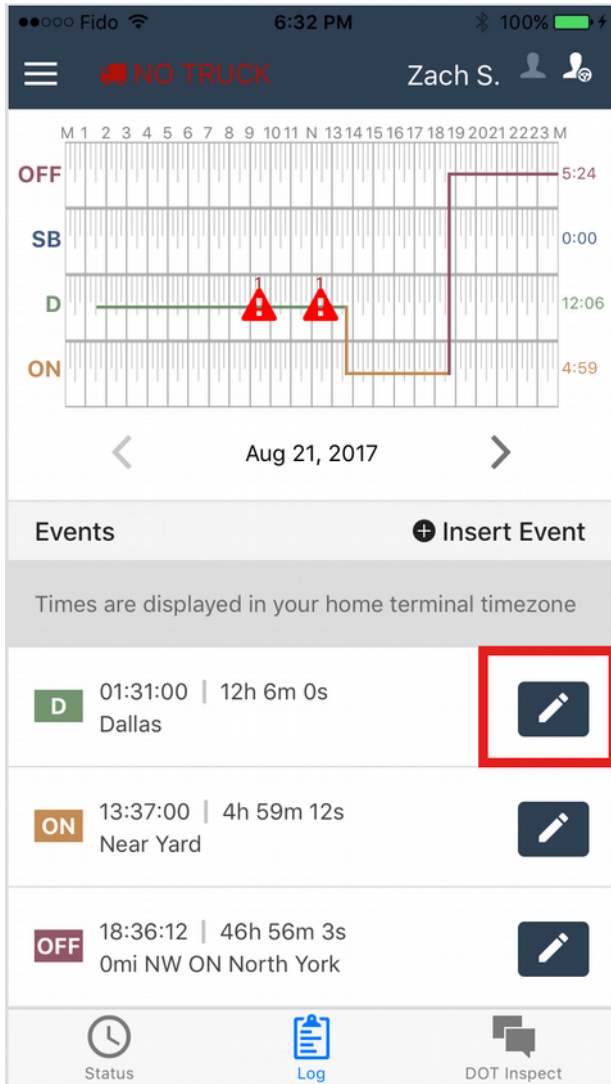 Fido 6:32 PM 100%
NO TRUCK Zach S.
M 1 2 3 4 5 6 7 8 9 10 11 N 13 14 15 16 17 18 19 20 21 22 23 M
OFF 5:24
SB 0:00
1 1
D 12:06
ON 4:59
Aug 21, 2017
Events Insert Event
Times are displayed in your home terminal timezone
D 01:31:00 | 12h 6m 0s
Dallas
ON 13:37:00 | 4h 59m 12s
Near Yard
OFF 18:36:12 | 46h 56m 3s
0mi NW ON North York
Status Log DOT Inspect